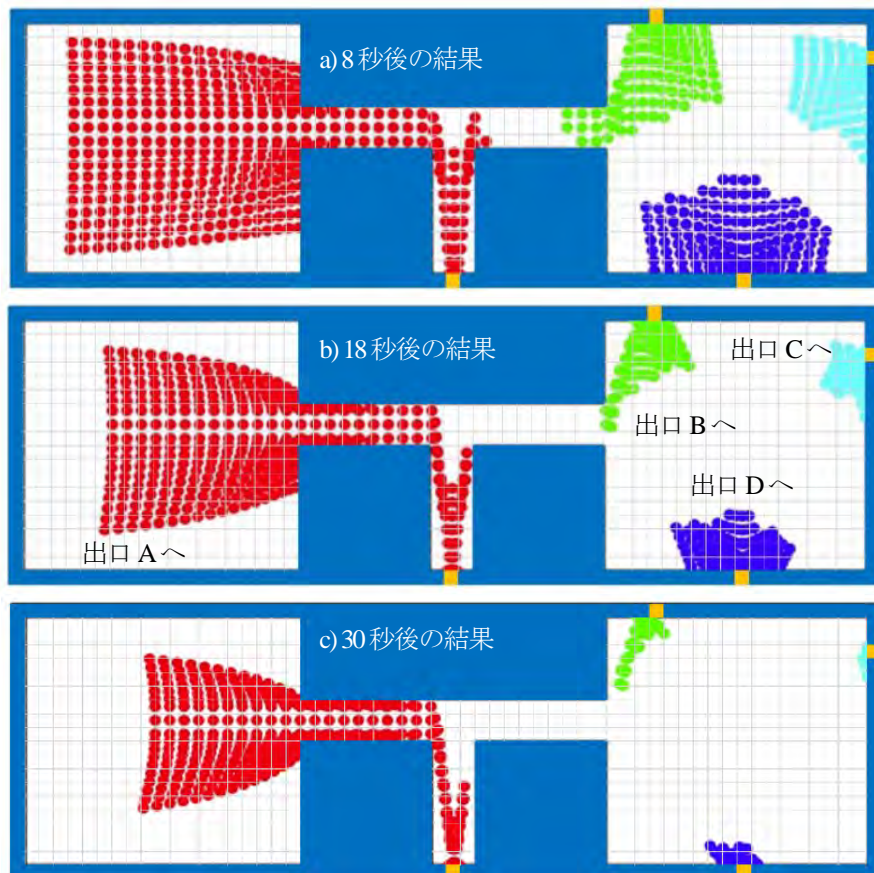 a) 8 秒後の結果
b) 18 秒後の結果
出口 C へ
出口 B へ
出口 D へ
出口 A へ
c) 30 秒後の結果